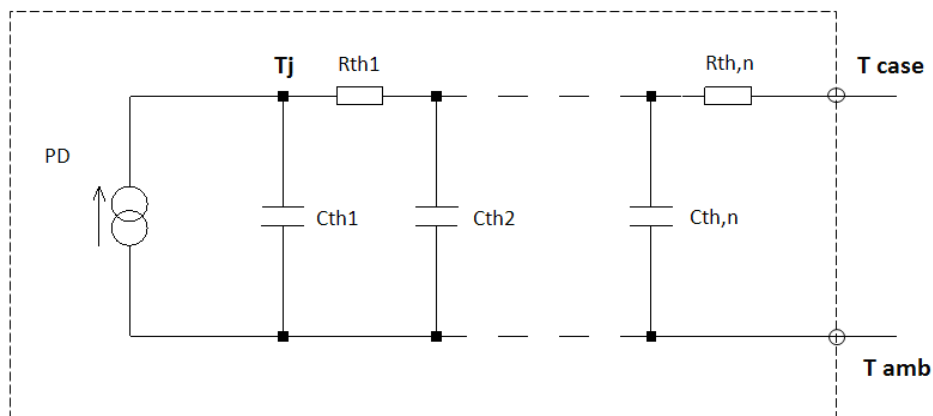 Tj
Rth1
Rth,n
T case
PD
Cth1
Cth2
Cth,n
T amb